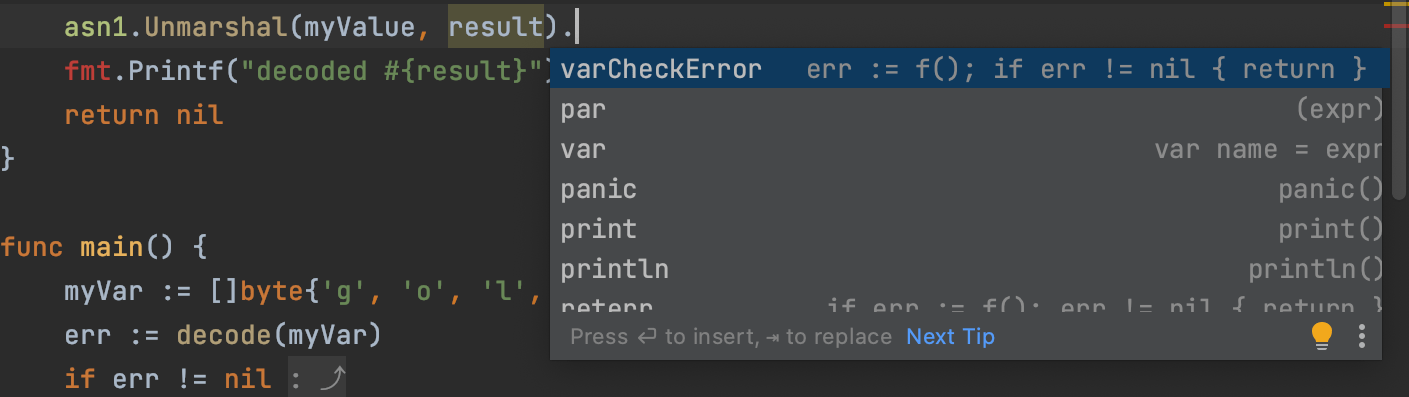 asn1.Unmarshal(myValue, result).
fmt.Printf("decoded #{result}")
return nil
}
varCheckError err := f(); if err != nil { return }
par (expr)
var var name = expr
panic panic()
print print()
println println()
reterr if err := f(); err != nil { return }
Press ⏎ to insert, ⇥ to replace Next Tip
func main() {
myVar := []byte{'g', 'o', 'l',
err := decode(myVar)
if err != nil :